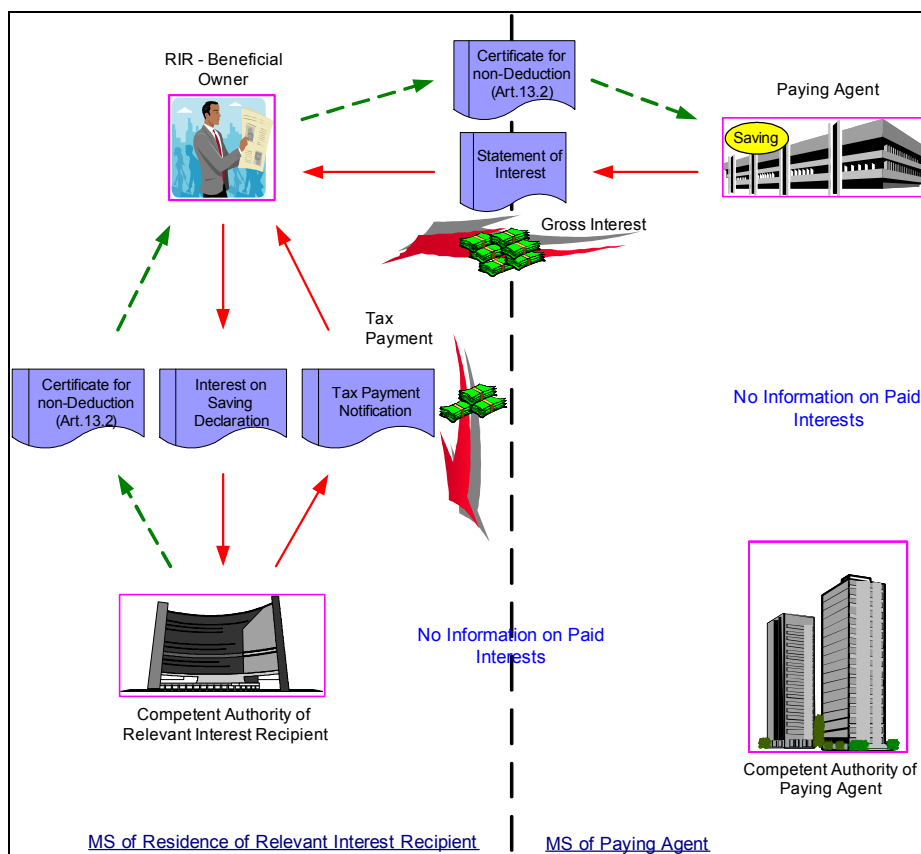 Certificate for
non-Deduction
(Art.13.2)
RIR - Beneficial
Owner
Paying Agent
Saving
Statement of
Interest
Gross Interest
Tax
Payment
Certificate for
non-Deduction
(Art.13.2)
Interest on
Saving
Declaration
Tax Payment
Notification
No Information on Paid
Interests
No Information on Paid
Interests
Competent Authority of
Relevant Interest Recipient
Competent Authority of
Paying Agent
MS of Residence of Relevant Interest Recipient
MS of Paying Agent